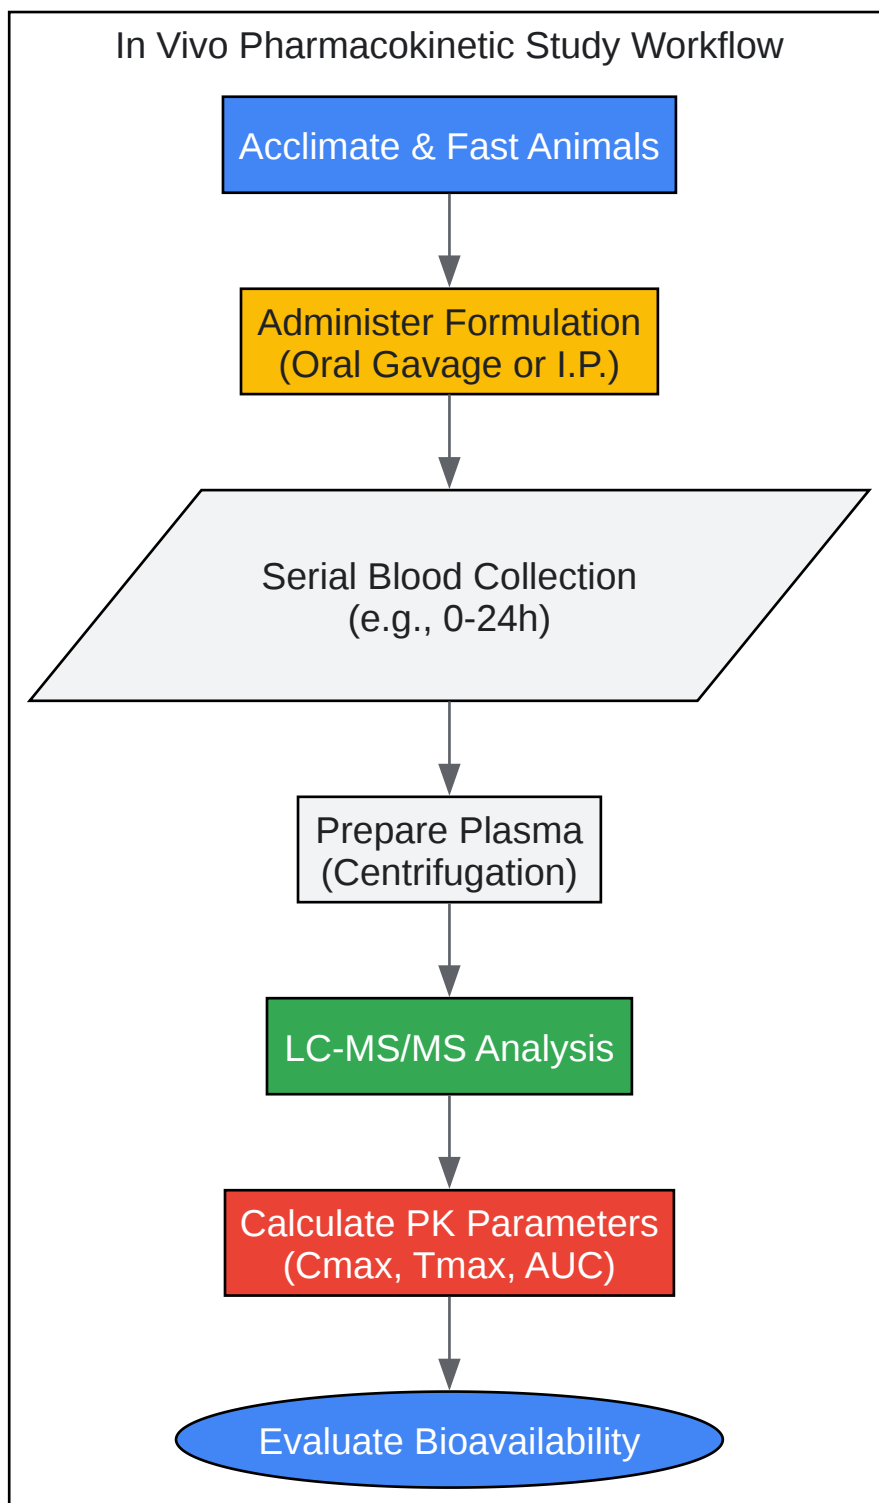 In Vivo Pharmacokinetic Study Workflow
Acclimate & Fast Animals
Administer Formulation
(Oral Gavage or I.P.)
Serial Blood Collection
(e.g., 0-24h)
Prepare Plasma
(Centrifugation)
LC-MS/MS Analysis
Calculate PK Parameters
(Cmax, Tmax, AUC)
Evaluate Bioavailability